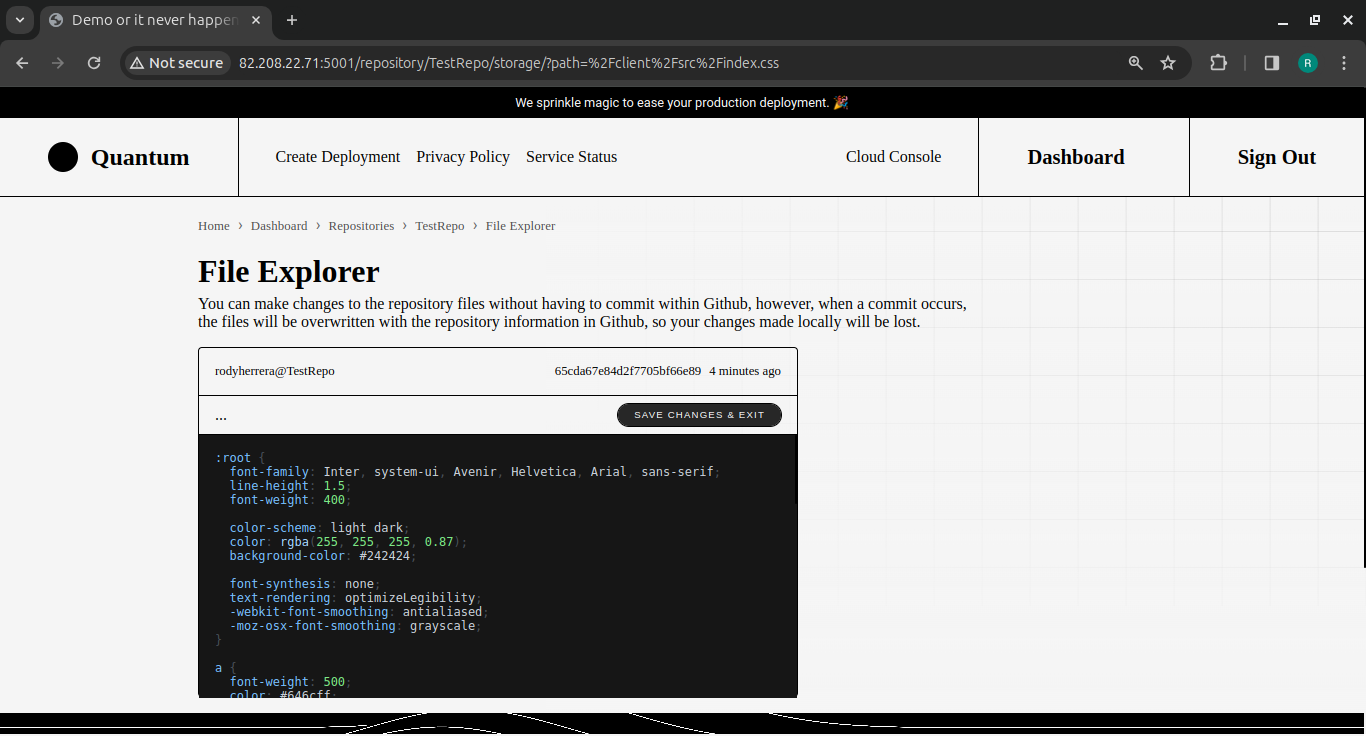 Demo or it never happen
Not secure
82.208.22.71:5001/repository/TestRepo/storage/?path=%2Fclient%2Fsrc%2Findex.css
R
We sprinkle magic to ease your production deployment. 🎉
Quantum
Create Deployment Privacy Policy Service Status Cloud Console
Dashboard
Sign Out
Home › Dashboard › Repositories › TestRepo › File Explorer
File Explorer
You can make changes to the repository files without having to commit within Github, however, when a commit occurs,
the files will be overwritten with the repository information in Github, so your changes made locally will be lost.
rodyherrera@TestRepo 65cda67e84d2f7705bf66e89 4 minutes ago
... SAVE CHANGES & EXIT
:root {
font-family: Inter, system-ui, Avenir, Helvetica, Arial, sans-serif;
line-height: 1.5;
font-weight: 400;
color-scheme: light dark;
color: rgba(255, 255, 255, 0.87);
background-color: #242424;
font-synthesis: none;
text-rendering: optimizeLegibility;
-webkit-font-smoothing: antialiased;
-moz-osx-font-smoothing: grayscale;
}
a {
font-weight: 500;
color: #646cff;